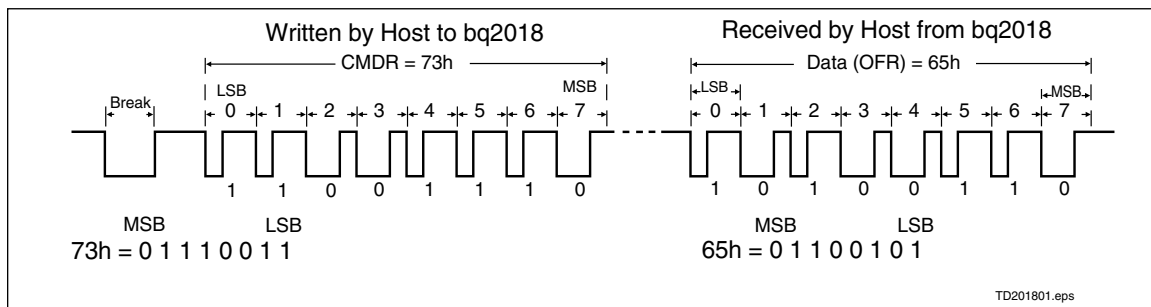 Written by Host to bq2018 Received by Host from bq2018
CMDR = 73h Data (OFR) = 65h
Break LSB MSB LSB MSB
0 1 2 3 4 5 6 7 0 1 2 3 4 5 6 7
1 1 0 0 1 1 1 0 1 0 1 0 0 1 1 0
MSB LSB MSB LSB
73h = 0 1 1 1 0 0 1 1 65h = 0 1 1 0 0 1 0 1
TD201801.eps